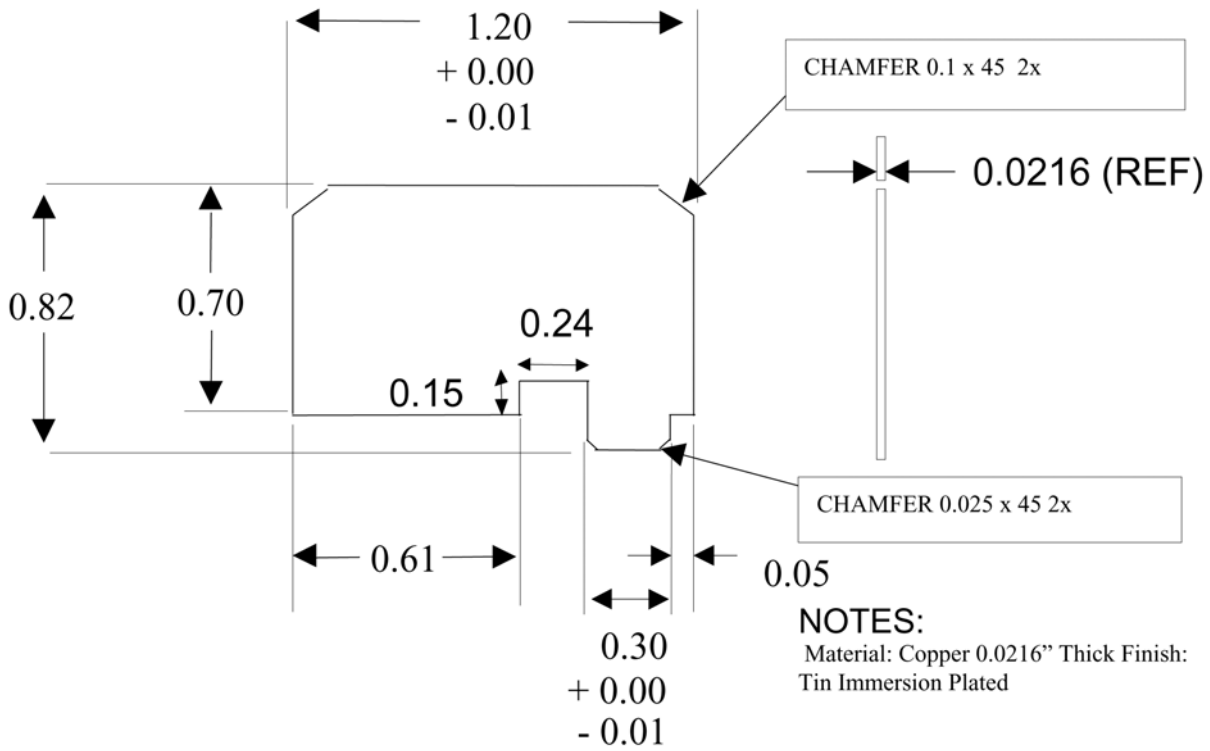 1.20
+ 0.00
- 0.01
CHAMFER 0.1 x 45  2x
0.0216 (REF)
0.82
0.70
0.24
0.15
CHAMFER 0.025 x 45 2x
0.61
0.05
0.30
+ 0.00
- 0.01
NOTES:
Material: Copper 0.0216” Thick Finish:
Tin Immersion Plated